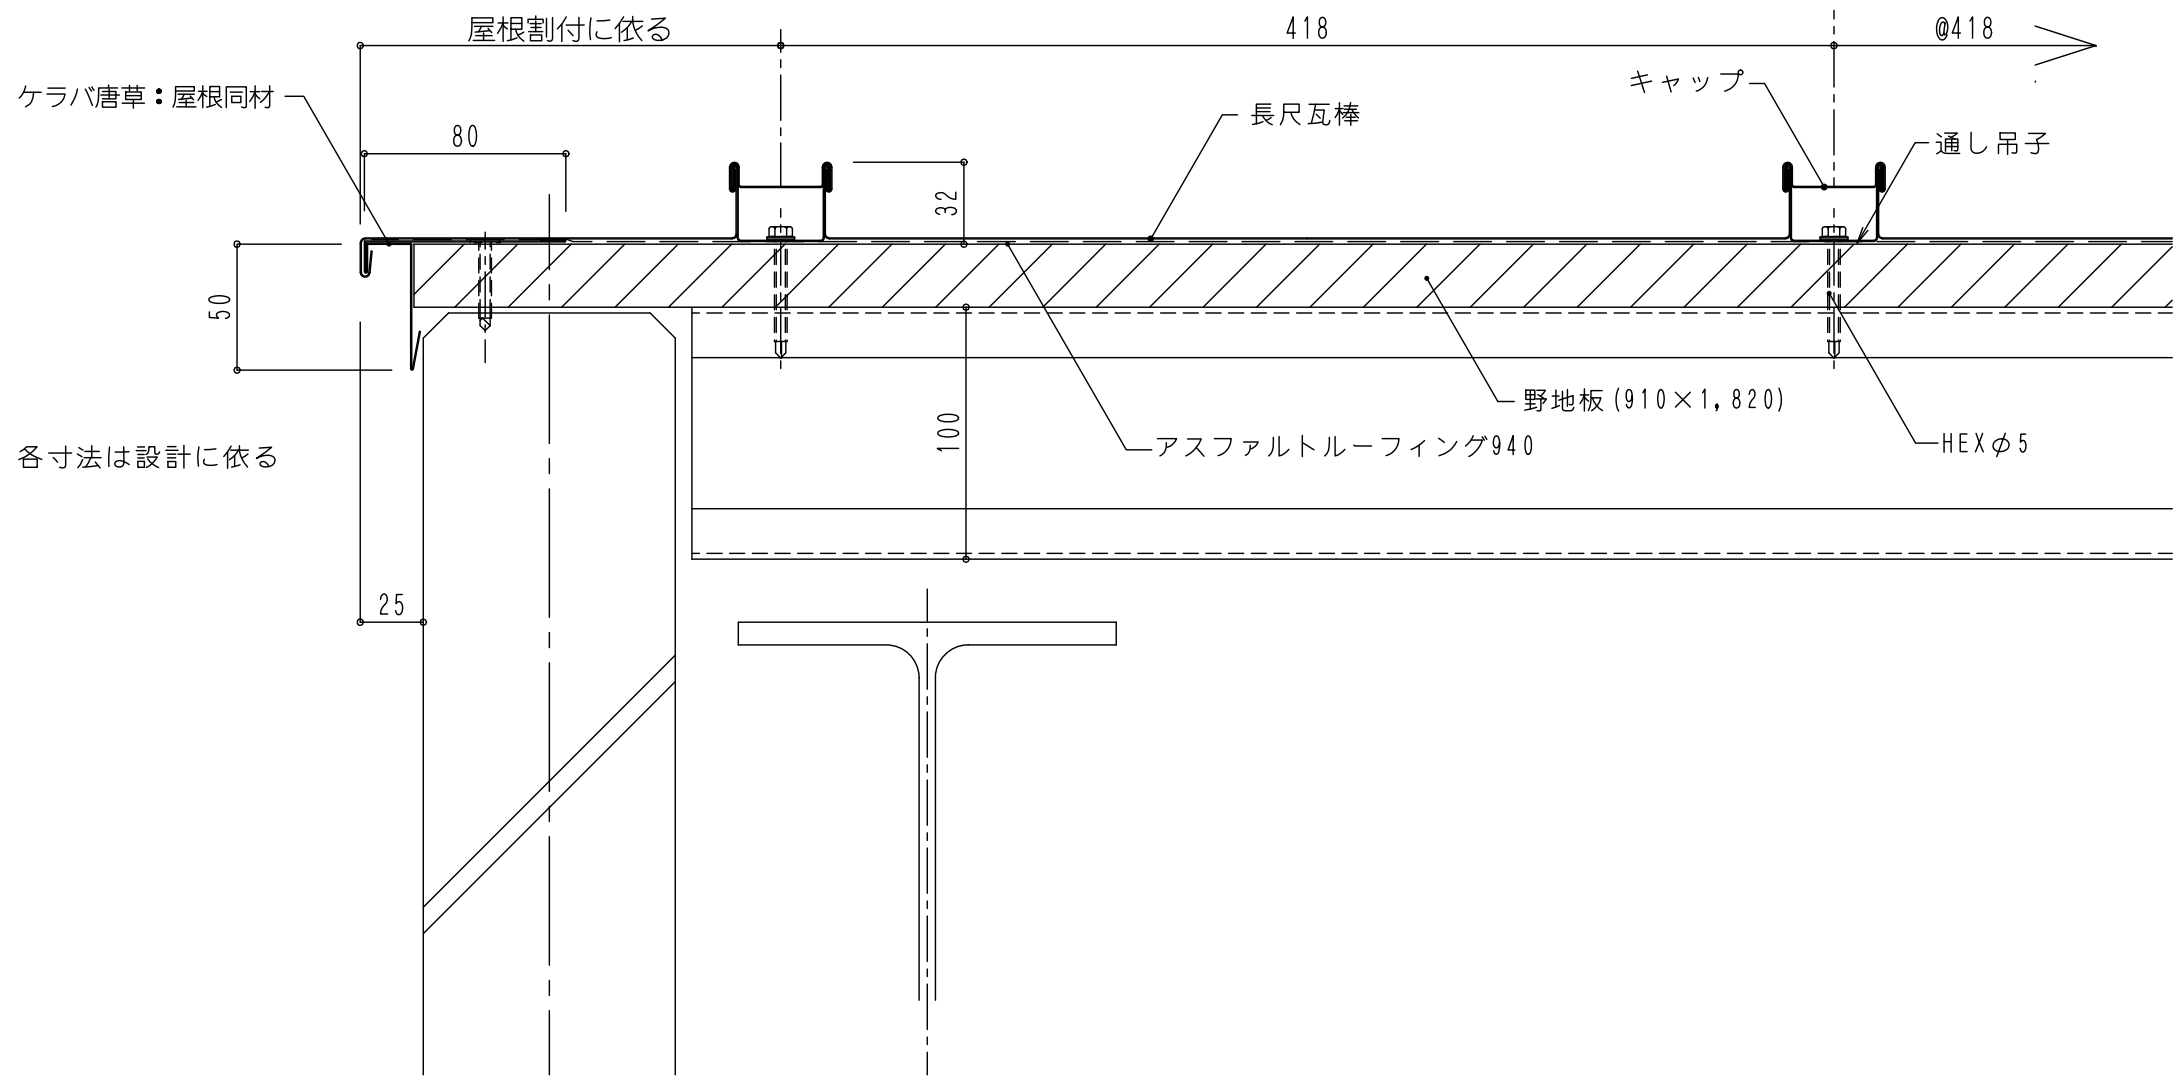 屋根割付に依る
418
@418
キャップ
ケラバ唐草：屋根同材
長尺瓦棒
80
通し吊子
32
50
野地板(910×1,820)
100
アスファルトルーフィング940
HEXφ5
各寸法は設計に依る
25